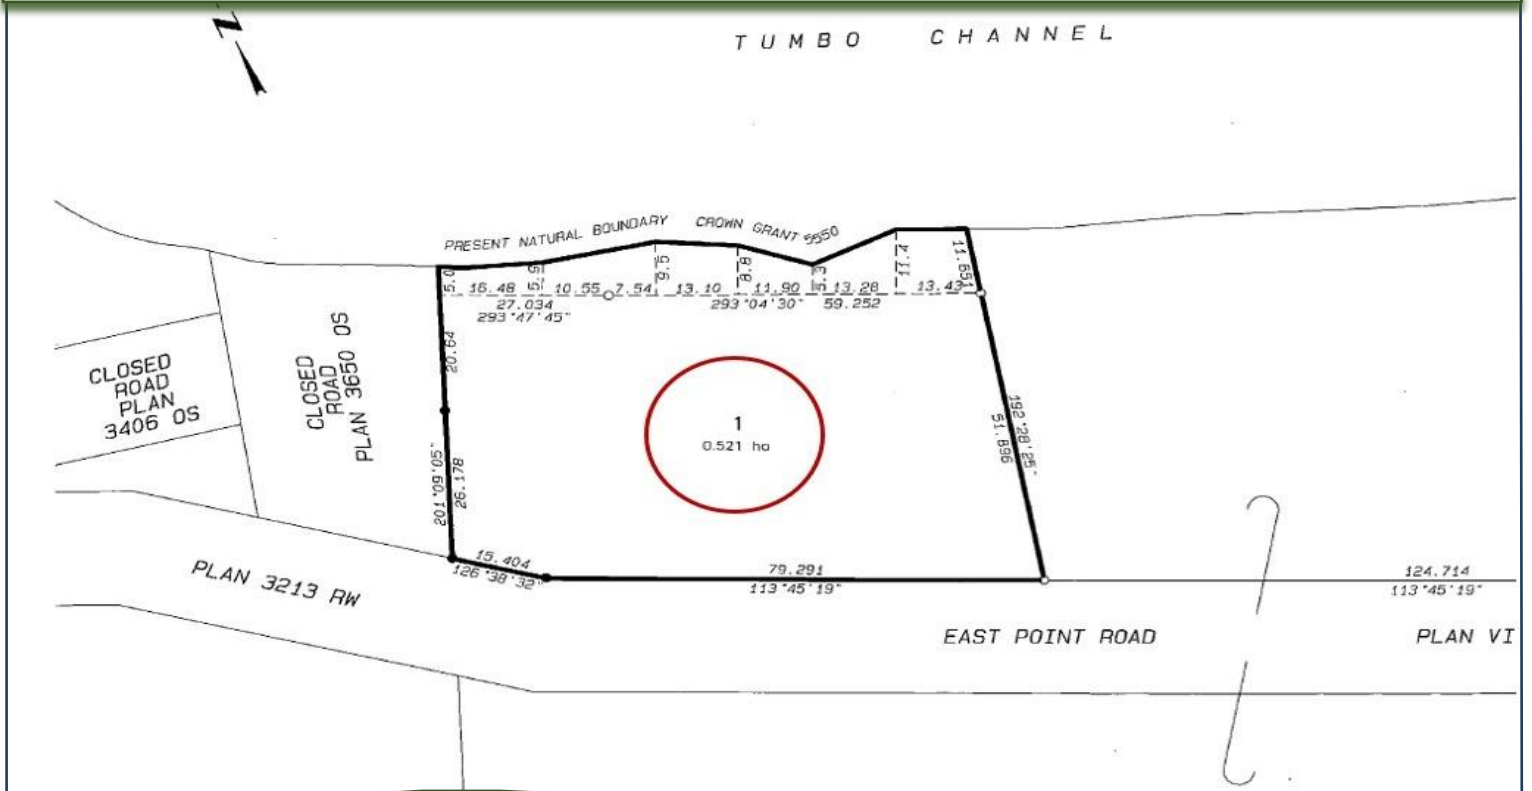 N
TUMBO CHANNEL
PRESENT NATURAL BOUNDARY CROWN GRANT 5550
5.0
16.48
5.5
10.55
7.54
9.5
13.10
8.8
11.90
5.3
13.28
11.4
13.43
11.651
27.034
293°47'45"
293°04'30"
59.252
20.64
CLOSED
ROAD
PLAN
3406 OS
CLOSED
ROAD
PLAN 3650 OS
1
0.521 ha
192°28'25"
51.896
201°09'05"
26.178
15.404
126°38'32"
79.291
113°45'19"
124.714
113°45'19"
PLAN 3213 RW
EAST POINT ROAD
PLAN VI